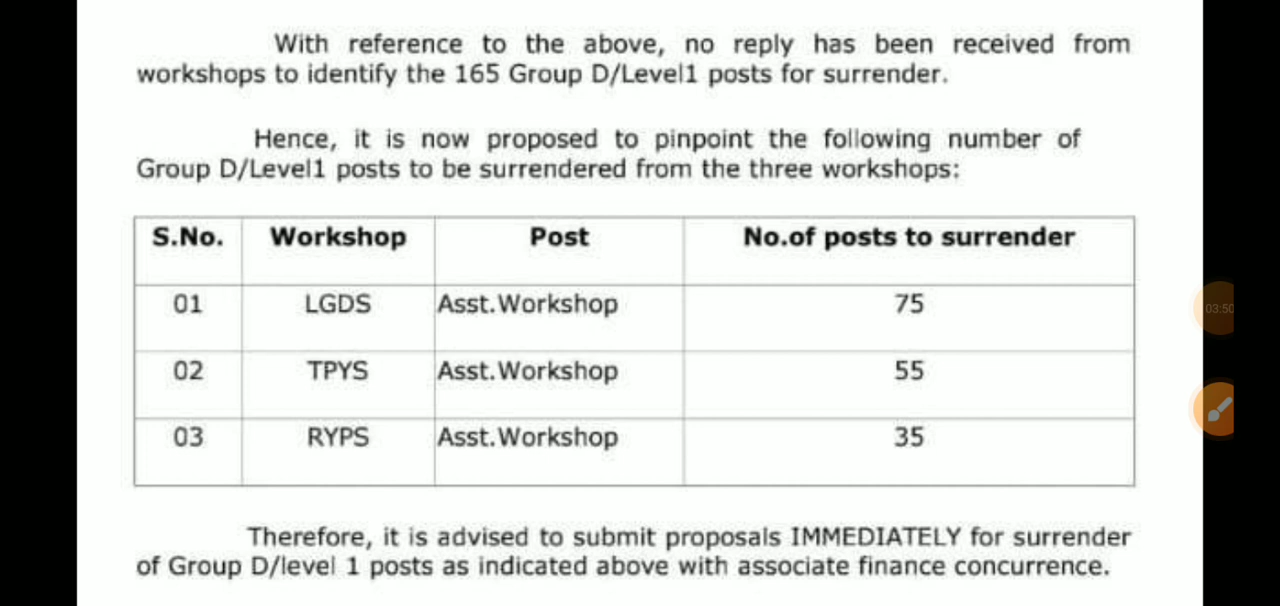 With reference to the above, no reply has been received from
workshops to identify the 165 Group D/Level1 posts for surrender.
Hence, it is now proposed to pinpoint the following number of
Group D/Level1 posts to be surrendered from the three workshops:
S.No. Workshop Post No.of posts to surrender
01 LGDS Asst.Workshop 75
02 TPYS Asst.Workshop 55
03 RYPS Asst.Workshop 35
Therefore, it is advised to submit proposals IMMEDIATELY for surrender
of Group D/level 1 posts as indicated above with associate finance concurrence.
03:50